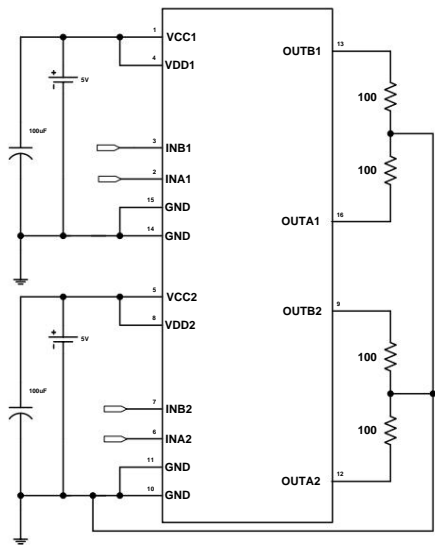 1 VCC1
OUTB1 13
4 VDD1
+
5V
−
100
100uF
3 INB1
2 INA1
100
15 GND
OUTA1 16
14 GND
5 VCC2
OUTB2 9
8 VDD2
+
5V
−
100
100uF
7 INB2
100
6 INA2
11 GND
OUTA2 12
10 GND